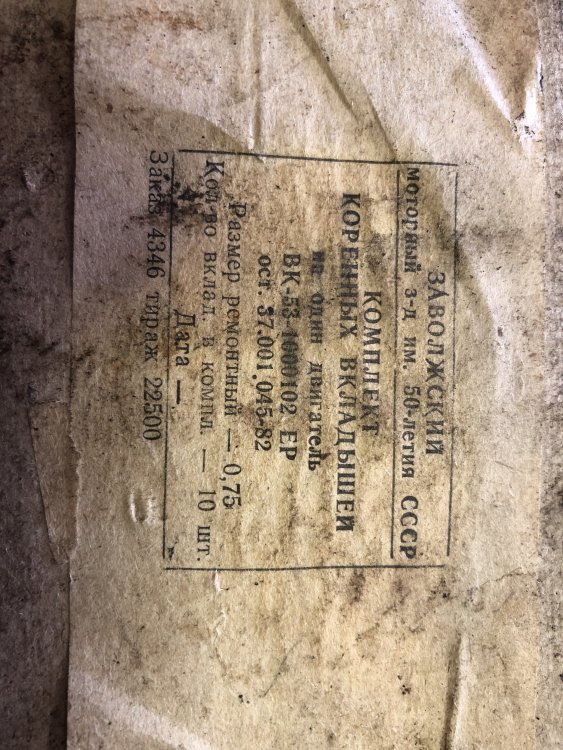 ЗАВОЛЖСКИЙ
моторный з-д им. 50-летия СССР
КОМПЛЕКТ
КОРЕННЫХ ВКЛАДЫШЕЙ
на один двигатель
ВК-53-1000102 ЕР
ост. 37.001.045-82
Размер ремонтный — 0,75
Кол-во вклад. в компл. — 10 шт.
Дата —
Заказ 4346 тираж 22500